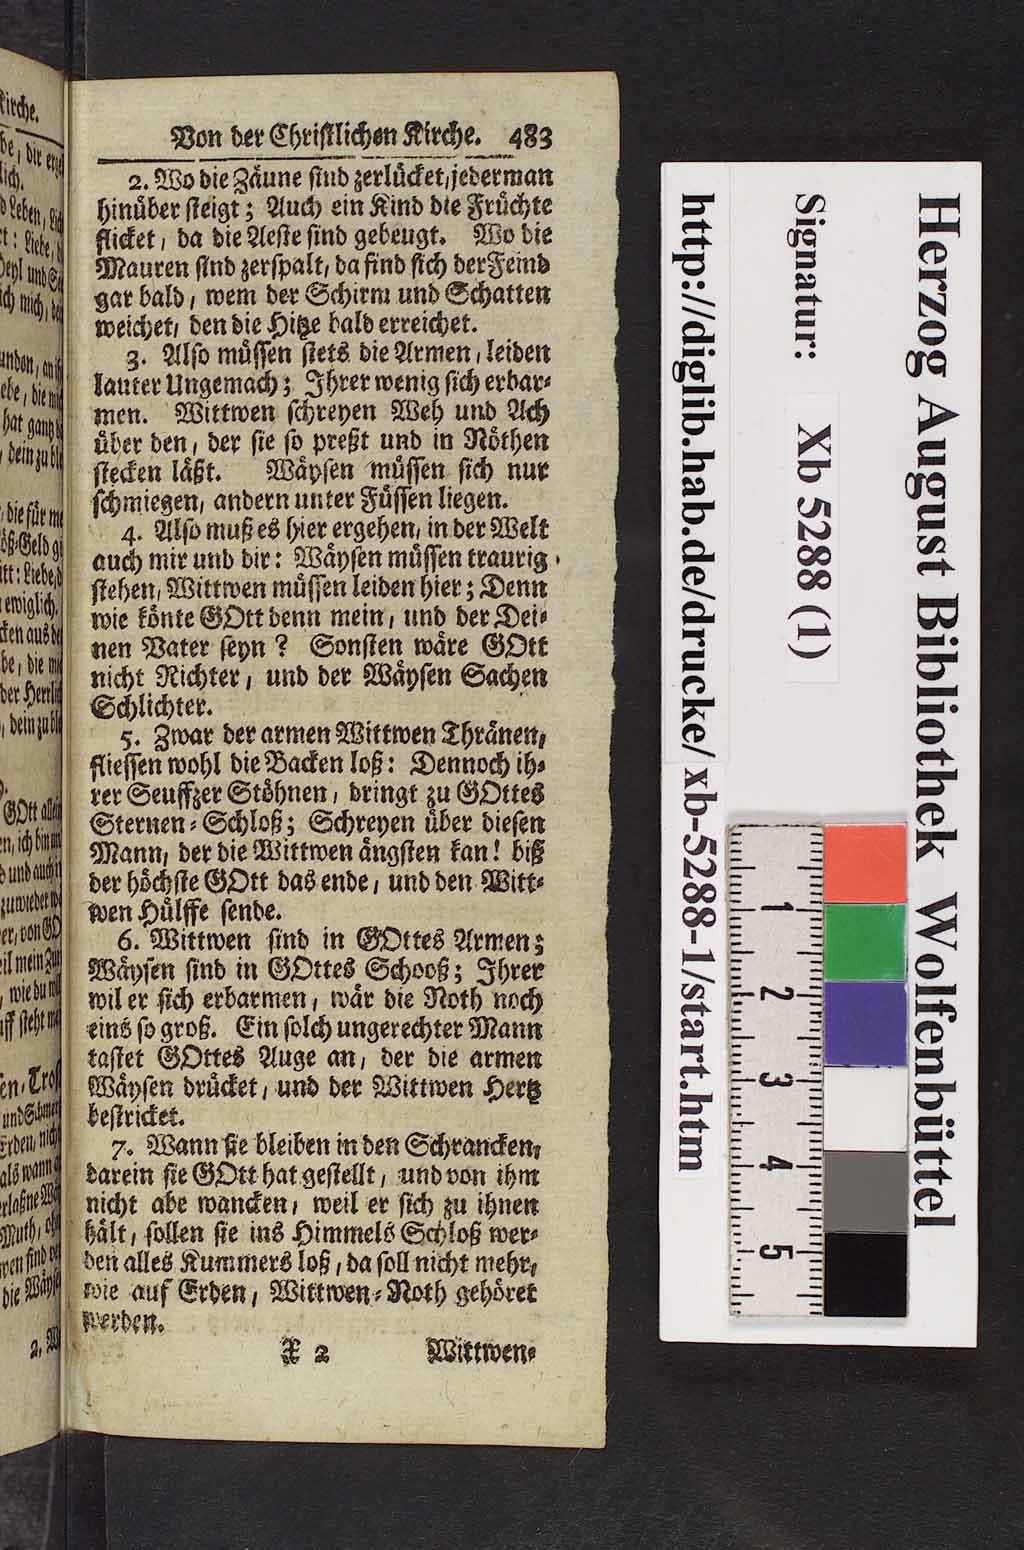 Von der Christlichen Kirche. 483
2. Wo die Zäune sind zerlücket, jederman
hinüber steigt; Auch ein Kind die Früchte
flicket, da die Aeste sind gebeugt. Wo die
Mauren sind zerspalt, da find sich der Feind
gar bald, wem der Schirm und Schatten
weichet, den die Hitze bald erreichet.
3. Also müssen stets die Armen, leiden
lauter Ungemach; Ihrer wenig sich erbar-
men. Wittwen schreyen Weh und Ach
über den, der sie so preßt und in Nöthen
stecken läßt. Wäysen müssen sich nur
schmiegen, andern unter Füssen liegen.
4. Also muß es hier ergehen, in der Welt
auch mir und dir: Wäysen müssen traurig
stehen, Wittwen müssen leiden hier; Denn
wie könte GOtt denn mein, und der Dei-
nen Vater seyn? Sonsten wäre GOtt
nicht Richter, und der Wäysen Sachen
Schlichter.
5. Zwar der armen Wittwen Thränen,
fliessen wohl die Backen loß: Dennoch ih-
rer Seuffzer Stöhnen, dringt zu GOttes
Sternen-Schloß; Schreyen über diesen
Mann, der die Wittwen ängsten kan! biß
der höchste GOtt das ende, und den Witt-
wen Hülffe sende.
6. Wittwen sind in GOttes Armen;
Wäysen sind in GOttes Schooß; Ihrer
wil er sich erbarmen, wär die Noth noch
eins so groß. Ein solch ungerechter Mann
tastet GOttes Auge an, der die armen
Wäysen drücket, und der Wittwen Hertz
bestricket.
7. Wann sie bleiben in den Schrancken,
darein sie GOtt hat gestellt, und von ihm
nicht abe wancken, weil er sich zu ihnen
hält, sollen sie ins Himmels Schloß wer-
den alles Kummers loß, da soll nicht mehr,
wie auf Erden, Wittwen-Noth gehöret
werden.
X 2 Wittwen-
Herzog August Bibliothek Wolfenbüttel
Signatur: Xb 5288 (1)
http://diglib.hab.de/drucke/xb-5288-1/start.htm
1
2
3
4
5